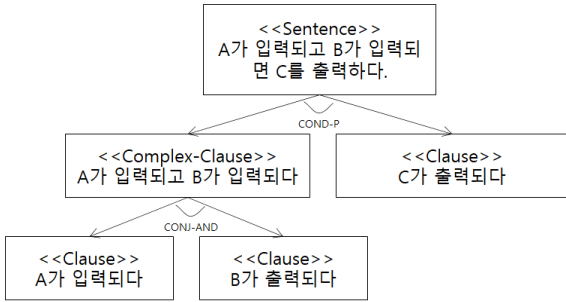 <<Sentence>>
A가 입력되고 B가 입력되
면 C를 출력하다.
COND-P
<<Complex-Clause>>
A가 입력되고 B가 입력되다
<<Clause>>
C가 출력되다
CONJ-AND
<<Clause>>
A가 입력되다
<<Clause>>
B가 출력되다